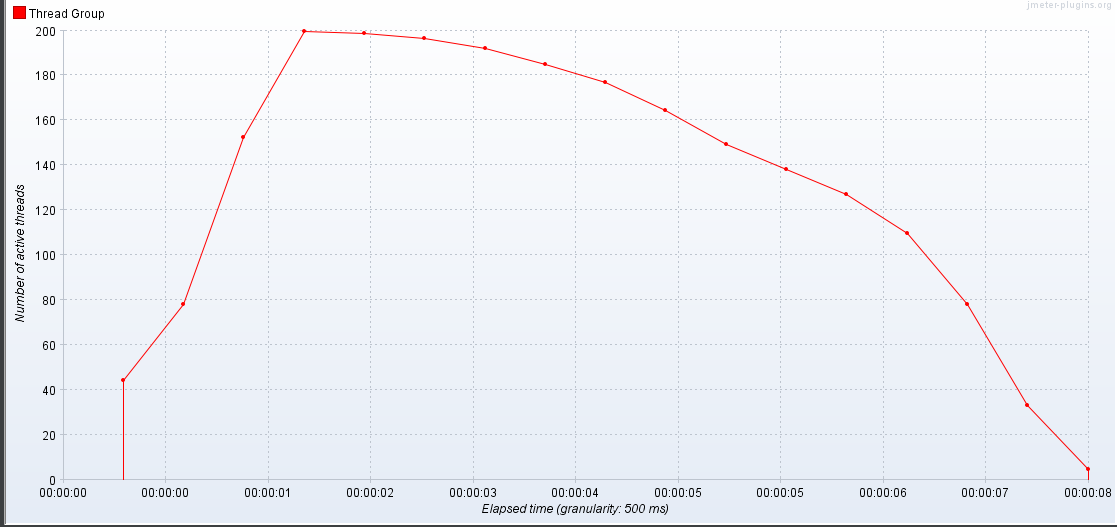 jmeter-plugins.org
Thread Group
200
180
160
140
120
100
80
60
40
20
0
Number of active threads
00:00:00 00:00:00 00:00:01 00:00:02 00:00:03 00:00:04 00:00:05 00:00:05 00:00:06 00:00:07 00:00:08
Elapsed time (granularity: 500 ms)